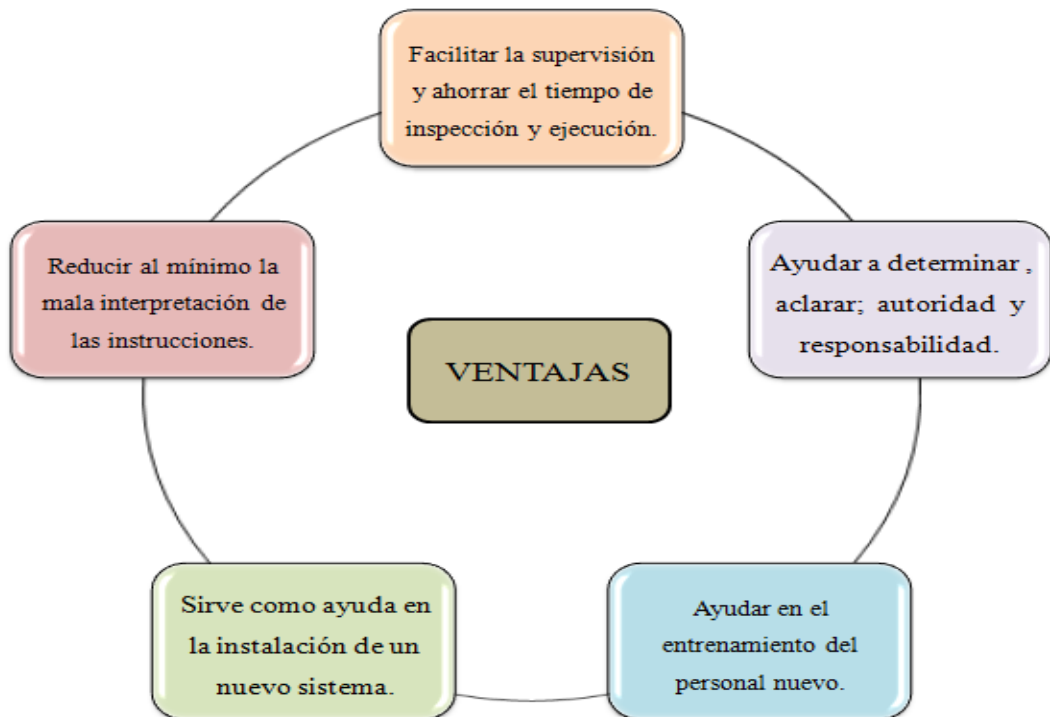 Facilitar la supervisión
y ahorrar el tiempo de
inspección y ejecución.
Ayudar a determinar ,
aclarar; autoridad y
responsabilidad.
Ayudar en el
entrenamiento del
personal nuevo.
Sirve como ayuda en
la instalación de un
nuevo sistema.
Reducir al mínimo la
mala interpretación de
las instrucciones.
VENTAJAS